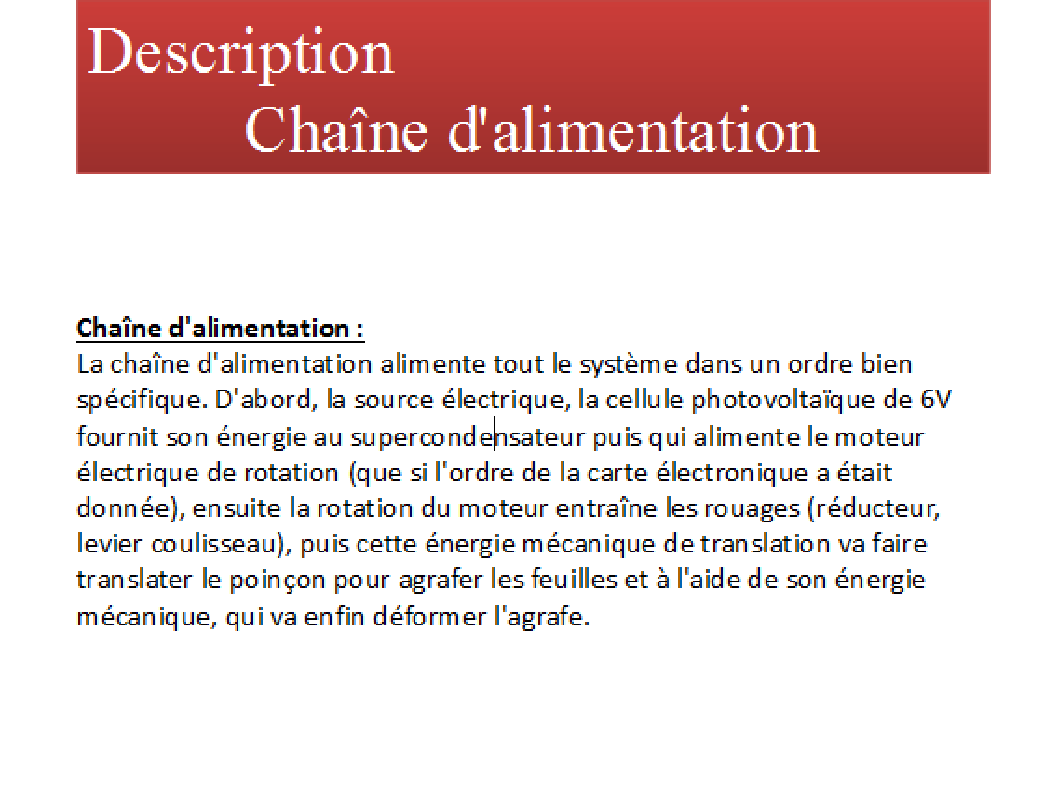 Description
Chaîne d'alimentation
Chaîne d'alimentation :
La chaîne d'alimentation alimente tout le système dans un ordre bien
spécifique. D'abord, la source électrique, la cellule photovoltaïque de 6V
fournit son énergie au supercondensateur puis qui alimente le moteur
électrique de rotation (que si l'ordre de la carte électronique a était
donnée), ensuite la rotation du moteur entraîne les rouages (réducteur,
levier coulisseau), puis cette énergie mécanique de translation va faire
translater le poinçon pour agrafer les feuilles et à l'aide de son énergie
mécanique, qui va enfin déformer l'agrafe.